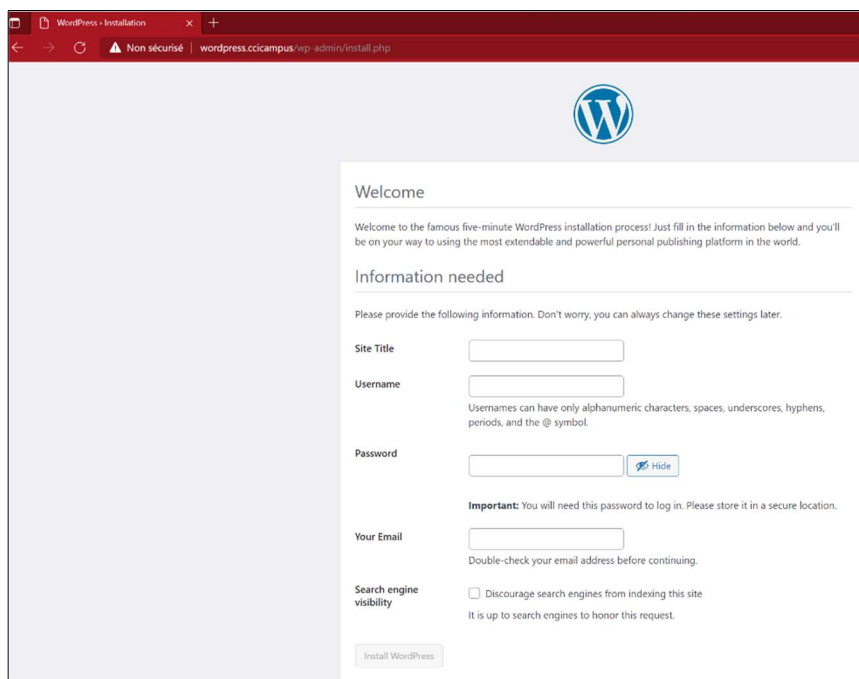 WordPress › Installation
Non sécurisé | wordpress.ccicampus/wp-admin/install.php
Welcome
Welcome to the famous five-minute WordPress installation process! Just fill in the information below and you'll
be on your way to using the most extendable and powerful personal publishing platform in the world.
Information needed
Please provide the following information. Don't worry, you can always change these settings later.
Site Title
Username
Usernames can have only alphanumeric characters, spaces, underscores, hyphens,
periods, and the @ symbol.
Password
Hide
Important: You will need this password to log in. Please store it in a secure location.
Your Email
Double-check your email address before continuing.
Search engine
visibility
Discourage search engines from indexing this site
It is up to search engines to honor this request.
Install WordPress